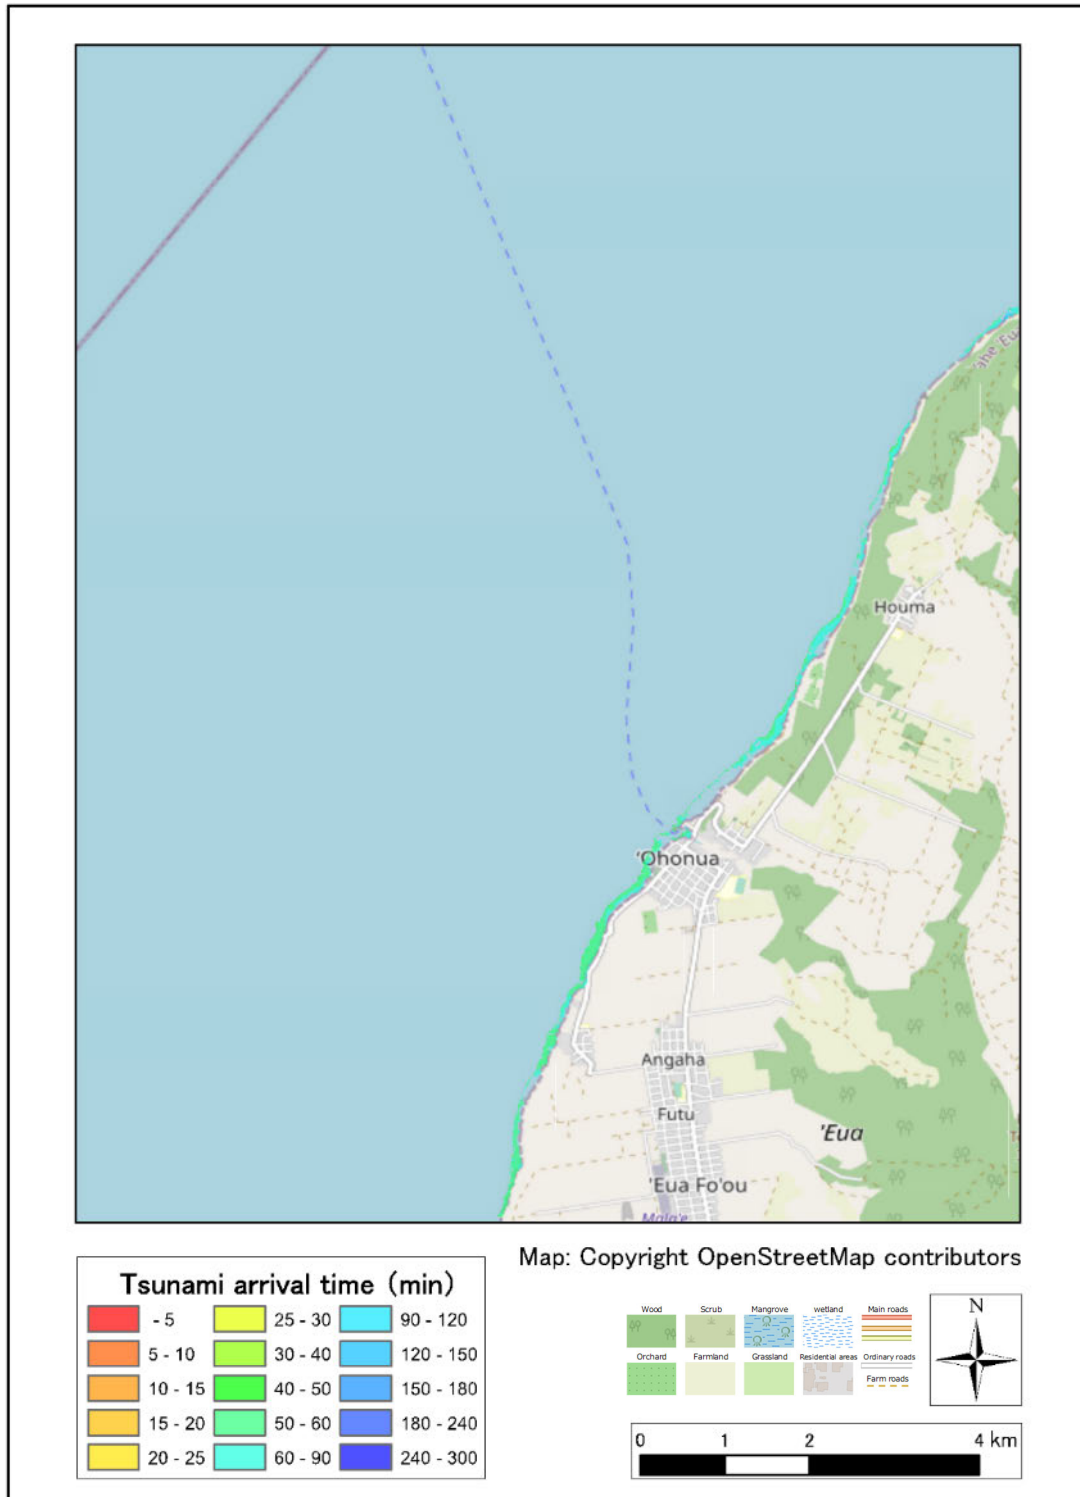 'ahe 'Eu
Houma
'Ohonua
Angaha
Futu
'Eua
'Eua Fo'ou
Mala'e
Map: Copyright OpenStreetMap contributors
Tsunami arrival time (min)
- 5
25 - 30
90 - 120
5 - 10
30 - 40
120 - 150
10 - 15
40 - 50
150 - 180
15 - 20
50 - 60
180 - 240
20 - 25
60 - 90
240 - 300
Wood
Scrub
Mangrove
wetland
Main roads
Orchard
Farmland
Grassland
Residential areas
Ordinary roads
Farm roads
N
0 1 2 4 km